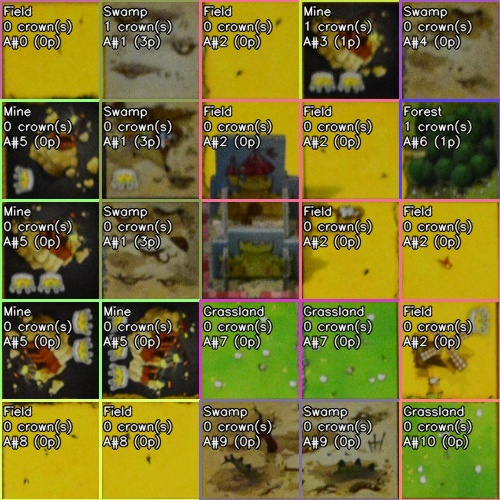 Field
0 crown(s)
A#0 (0p)
Swamp
1 crown(s)
A#1 (3p)
Field
0 crown(s)
A#2 (0p)
Mine
1 crown(s)
A#3 (1p)
Swamp
0 crown(s)
A#4 (0p)
Mine
0 crown(s)
A#5 (0p)
Swamp
0 crown(s)
A#1 (3p)
Field
0 crown(s)
A#2 (0p)
Field
0 crown(s)
A#2 (0p)
Forest
1 crown(s)
A#6 (1p)
Mine
0 crown(s)
A#5 (0p)
Swamp
0 crown(s)
A#1 (3p)
Field
0 crown(s)
A#2 (0p)
Field
0 crown(s)
A#2 (0p)
Mine
0 crown(s)
A#5 (0p)
Mine
0 crown(s)
A#5 (0p)
Grassland
0 crown(s)
A#7 (0p)
Grassland
0 crown(s)
A#7 (0p)
Field
0 crown(s)
A#2 (0p)
Field
0 crown(s)
A#8 (0p)
Field
0 crown(s)
A#8 (0p)
Swamp
0 crown(s)
A#9 (0p)
Swamp
0 crown(s)
A#9 (0p)
Grassland
0 crown(s)
A#10 (0p)